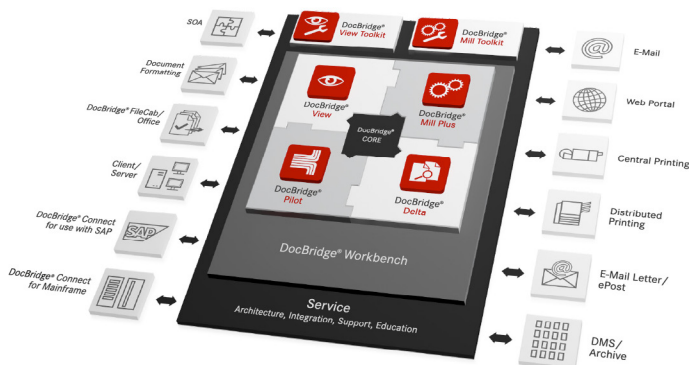 SOA
Document
Formatting
DocBridge® FileCab/
Office
Client/
Server
DocBridge® Connect
for use with SAP
SAP
DocBridge® Connect
for Mainframe
DocBridge®
View Toolkit
DocBridge®
Mill Toolkit
DocBridge®
View
DocBridge®
Mill Plus
DocBridge®
CORE
DocBridge®
Pilot
DocBridge®
Delta
DocBridge® Workbench
Service
Architecture, Integration, Support, Education
E-Mail
Web Portal
Central Printing
Distributed
Printing
E-Mail Letter/
ePost
DMS/
Archive